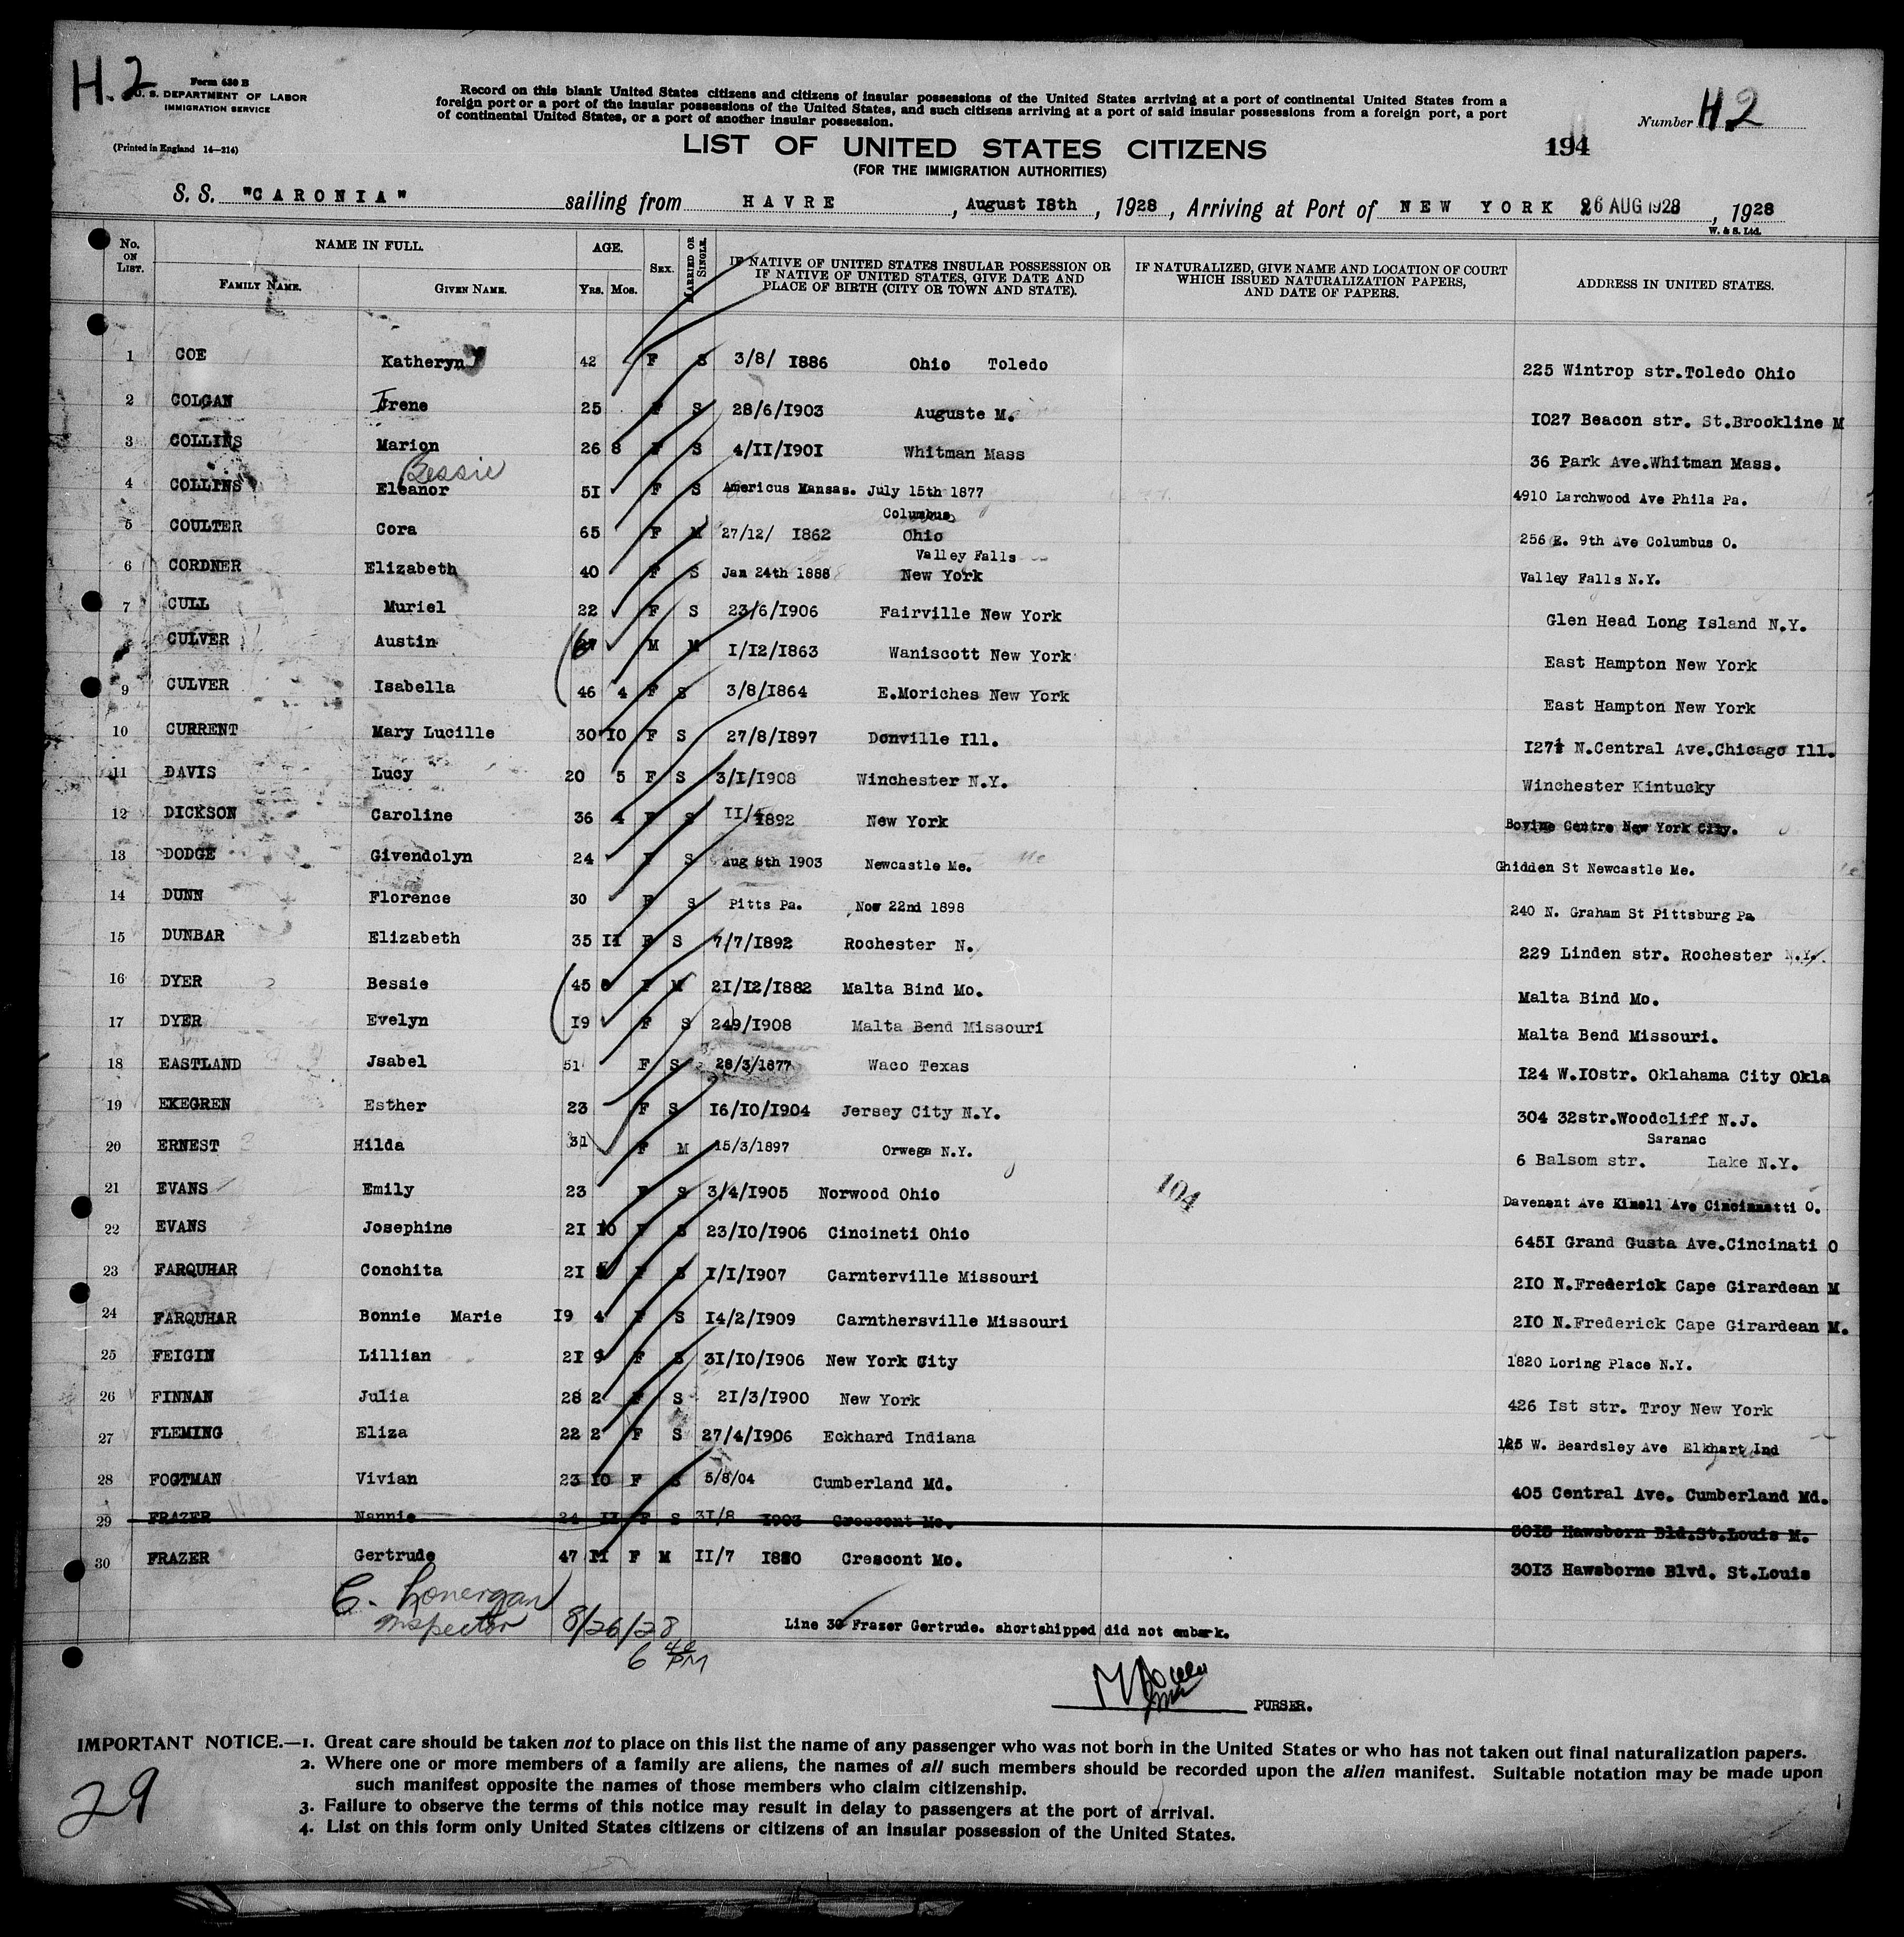 H.2
Form 630 B
U. S. DEPARTMENT OF LABOR
IMMIGRATION SERVICE
(Printed in England 14—214)
Record on this blank United States citizens and citizens of insular possessions of the United States arriving at a port of continental United States from a
foreign port or a port of the insular possessions of the United States, and such citizens arriving at a port of said insular possessions from a foreign port, a port
of continental United States, or a port of another insular possession.
Number H2
LIST OF UNITED STATES CITIZENS
194
(FOR THE IMMIGRATION AUTHORITIES)
S. S. "CARONIA" sailing from HAVRE, August 18th, 1928, Arriving at Port of NEW YORK 26 AUG 1928, 1928
W. & S. Ltd.
No. ON LIST. NAME IN FULL. FAMILY NAME. GIVEN NAME. AGE. YRS. MOS. SEX. MARRIED OR SINGLE. IF NATIVE OF UNITED STATES INSULAR POSSESSION OR IF NATIVE OF UNITED STATES, GIVE DATE AND PLACE OF BIRTH (CITY OR TOWN AND STATE). IF NATURALIZED, GIVE NAME AND LOCATION OF COURT WHICH ISSUED NATURALIZATION PAPERS, AND DATE OF PAPERS. ADDRESS IN UNITED STATES.
1 COE Katheryn 42 F S 3/8/ 1886 Ohio Toledo 225 Wintrop str.Toledo Ohio
2 COLGAN Irene 25 F S 28/6/1903 Auguste M. 1027 Beacon str. St.Brookline M
3 COLLINS Marion 26 8 F S 4/11/1901 Whitman Mass 36 Park Ave.Whitman Mass.
Bessie
4 COLLINS Eleanor 51 F S Americus Kansas. July 15th 1877 4910 Larchwood Ave Phila Pa.
5 COULTER Cora 65 F M 27/12/ 1862 Columbus Ohio 256 E. 9th Ave Columbus O.
6 CORDNER Elizabeth 40 F S Jan 24th 1888 Valley Falls New York Valley Falls N.Y.
7 CULL Muriel 22 F S 23/6/1906 Fairville New York Glen Head Long Island N.Y.
CULVER Austin M M 1/12/1863 Waniscott New York East Hampton New York
9 CULVER Isabella 46 4 F S 3/8/1864 E.Moriches New York East Hampton New York
10 CURRENT Mary Lucille 30 10 F S 27/8/1897 Donville Ill. 127½ N.Central Ave.Chicago Ill.
11 DAVIS Lucy 20 5 F S 3/1/1908 Winchester N.Y. Winchester Kintucky
12 DICKSON Caroline 36 4 F S 11/4 1892 New York Bovine Centre New York City.
13 DODGE Givendolyn 24 F S Aug 8th 1903 Newcastle Me. Ghidden St Newcastle Me.
14 DUNN Florence 30 F S Pitts Pa. Nov 22nd 1898 240 N. Graham St Pittsburg Pa
15 DUNBAR Elizabeth 35 11 F S 7/7/1892 Rochester N. 229 Linden str. Rochester N.Y.
16 DYER Bessie 45 F M 21/12/1882 Malta Bind Mo. Malta Bind Mo.
17 DYER Evelyn 19 F S 249/1908 Malta Bend Missouri Malta Bend Missouri.
18 EASTLAND Jsabel 51 F S 28/3/1877 Waco Texas 124 W.10str. Oklahoma City Okla
19 EKEGREN Esther 23 F S 16/10/1904 Jersey City N.Y. 304 32str.Woodcliff N.J.
20 ERNEST Hilda 31 F M 15/3/1897 Orwega N.Y. 6 Balsom str. Saranac Lake N.Y.
21 EVANS Emily 23 F S 3/4/1905 Norwood Ohio 104 Davenent Ave Kimell Ave Cincinnatti O.
22 EVANS Josephine 21 10 F S 23/10/1906 Cincineti Ohio 6451 Grand Gusta Ave.Cincinati O
23 FARQUHAR Conchita 21 F S 1/1/1907 Carnterville Missouri 210 N.Frederick Cape Girardean M
24 FARQUHAR Bonnie Marie 19 4 F S 14/2/1909 Carnthersville Missouri 210 N.Frederick Cape Girardean M.
25 FEIGIN Lillian 21 9 F S 31/10/1906 New York City 1820 Loring Place N.Y.
26 FINNAN Julia 28 2 F S 21/3/1900 New York 426 1st str. Troy New York
27 FLEMING Eliza 22 2 F S 27/4/1906 Eckhard Indiana 125 W. Beardsley Ave Elkhart Ind
28 FOGTMAN Vivian 23 10 F S 5/8/04 Cumberland Md. 405 Central Ave. Cumberland Md.
29 FRAZER Nannie 24 11 F S 31/8 1903 Crescent Mo. 3013 Hawsborn Bld.St.Louis M.
30 FRAZER Gertrude 47 11 F M 11/7 1880 Crescont Mo. 3013 Hawsborne Blvd. St.Louis
C. Lonergan
Inspector 8/26/28
6 40 PM
Line 30 Frazer Gertrude. shortshipped did not embark.
PURSER.
IMPORTANT NOTICE.—1. Great care should be taken not to place on this list the name of any passenger who was not born in the United States or who has not taken out final naturalization papers.
2. Where one or more members of a family are aliens, the names of all such members should be recorded upon the alien manifest. Suitable notation may be made upon
such manifest opposite the names of those members who claim citizenship.
3. Failure to observe the terms of this notice may result in delay to passengers at the port of arrival.
4. List on this form only United States citizens or citizens of an insular possession of the United States.
29